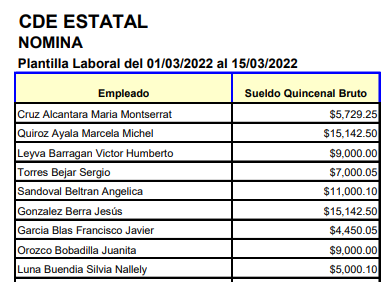 CDE ESTATAL
NOMINA
Plantilla Laboral del 01/03/2022 al 15/03/2022
Empleado Sueldo Quincenal Bruto
Cruz Alcantara Maria Montserrat $5,729.25
Quiroz Ayala Marcela Michel $15,142.50
Leyva Barragan Victor Humberto $9,000.00
Torres Bejar Sergio $7,000.05
Sandoval Beltran Angelica $11,000.10
Gonzalez Berra Jesús $15,142.50
Garcia Blas Francisco Javier $4,450.05
Orozco Bobadilla Juanita $9,000.00
Luna Buendia Silvia Nallely $5,000.10